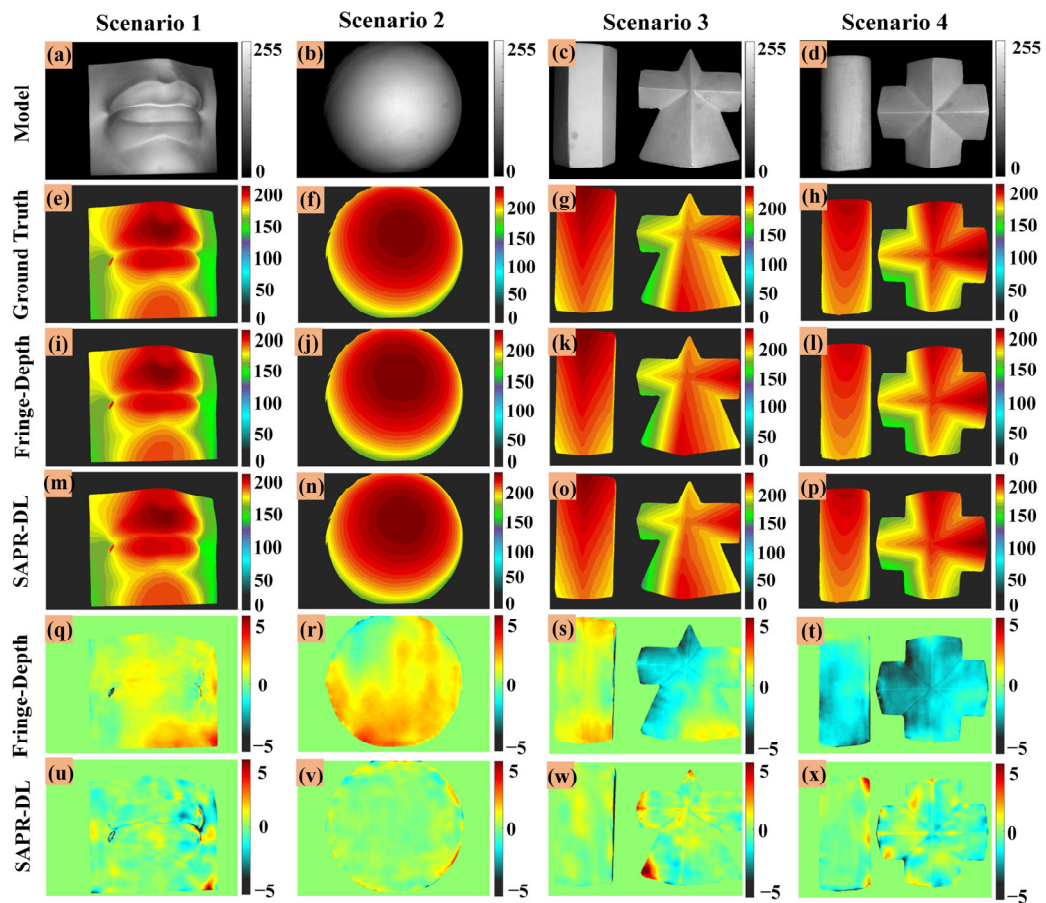 Scenario 1 Scenario 2 Scenario 3 Scenario 4
Model (a) 255 0 (b) 255 0 (c) 255 0 (d) 255 0
Ground Truth (e) 200 150 100 50 0 (f) 200 150 100 50 0 (g) 200 150 100 50 0 (h) 200 150 100 50 0
Fringe-Depth (i) 200 150 100 50 0 (j) 200 150 100 50 0 (k) 200 150 100 50 0 (l) 200 150 100 50 0
SAPR-DL (m) 200 150 100 50 0 (n) 200 150 100 50 0 (o) 200 150 100 50 0 (p) 200 150 100 50 0
Fringe-Depth (q) 5 0 −5 (r) 5 0 −5 (s) 5 0 −5 (t) 5 0 −5
SAPR-DL (u) 5 0 −5 (v) 5 0 −5 (w) 5 0 −5 (x) 5 0 −5